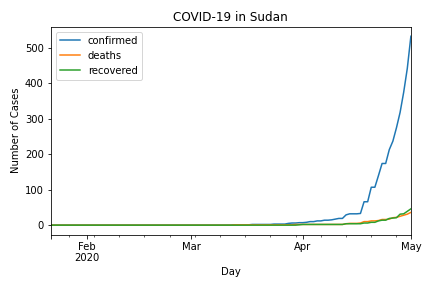 COVID-19 in Sudan
confirmed
deaths
recovered
Number of Cases
500
400
300
200
100
0
Feb
2020
Mar
Apr
May
Day